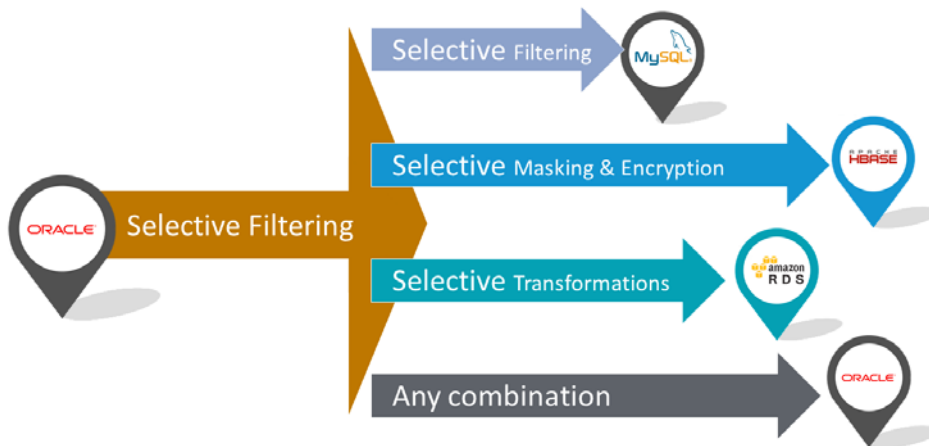 Selective Filtering
MySQL
Selective Masking & Encryption
APACHE
HBASE
ORACLE
Selective Filtering
Selective Transformations
amazon
RDS
Any combination
ORACLE